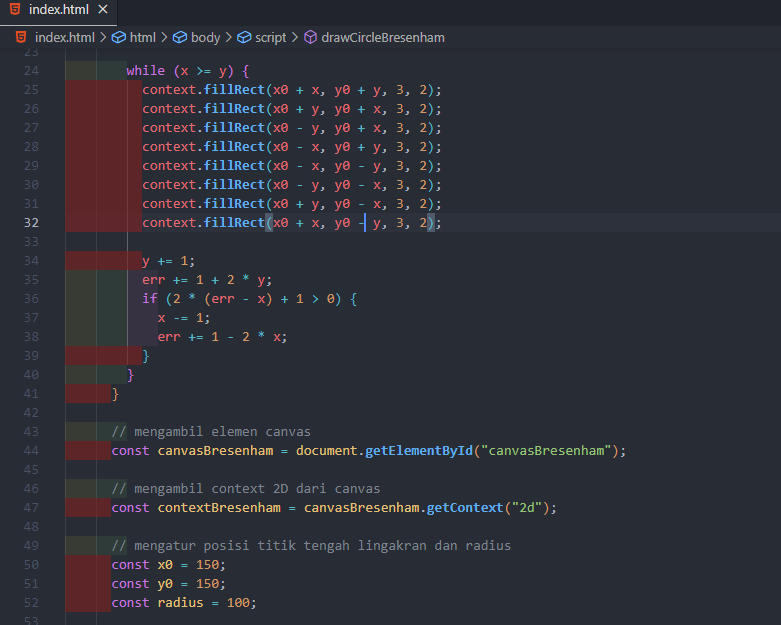 index.html ×
index.html > html > body > script > drawCircleBresenham
23
24 while (x >= y) {
25 context.fillRect(x0 + x, y0 + y, 3, 2);
26 context.fillRect(x0 + y, y0 + x, 3, 2);
27 context.fillRect(x0 - y, y0 + x, 3, 2);
28 context.fillRect(x0 - x, y0 + y, 3, 2);
29 context.fillRect(x0 - x, y0 - y, 3, 2);
30 context.fillRect(x0 - y, y0 - x, 3, 2);
31 context.fillRect(x0 + y, y0 - x, 3, 2);
32 context.fillRect(x0 + x, y0 - y, 3, 2);
33
34 y += 1;
35 err += 1 + 2 * y;
36 if (2 * (err - x) + 1 > 0) {
37 x -= 1;
38 err += 1 - 2 * x;
39 }
40 }
41 }
42
43 // mengambil elemen canvas
44 const canvasBresenham = document.getElementById("canvasBresenham");
45
46 // mengambil context 2D dari canvas
47 const contextBresenham = canvasBresenham.getContext("2d");
48
49 // mengatur posisi titik tengah lingakran dan radius
50 const x0 = 150;
51 const y0 = 150;
52 const radius = 100;
53